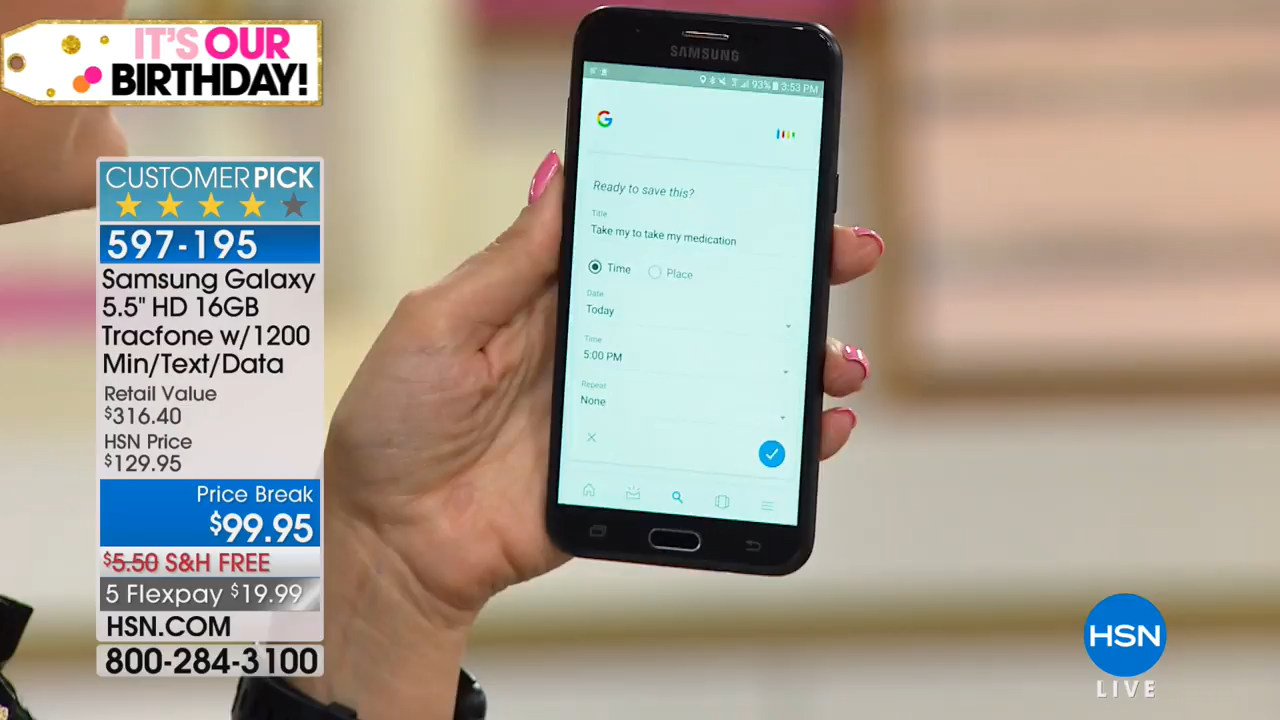 IT'S OUR
BIRTHDAY!
CUSTOMER PICK
597-195
Samsung Galaxy
5.5" HD 16GB
Tracfone w/1200
Min/Text/Data
Retail Value
$316.40
HSN Price
$129.95
Price Break
$99.95
$5.50 S&H FREE
5 Flexpay $19.99
HSN.COM
800-284-3100
SAMSUNG
93% 3:53 PM
G
Ready to save this?
Title
Take my to take my medication
Time Place
Date
Today
Time
5:00 PM
Repeat
None
HSN
LIVE